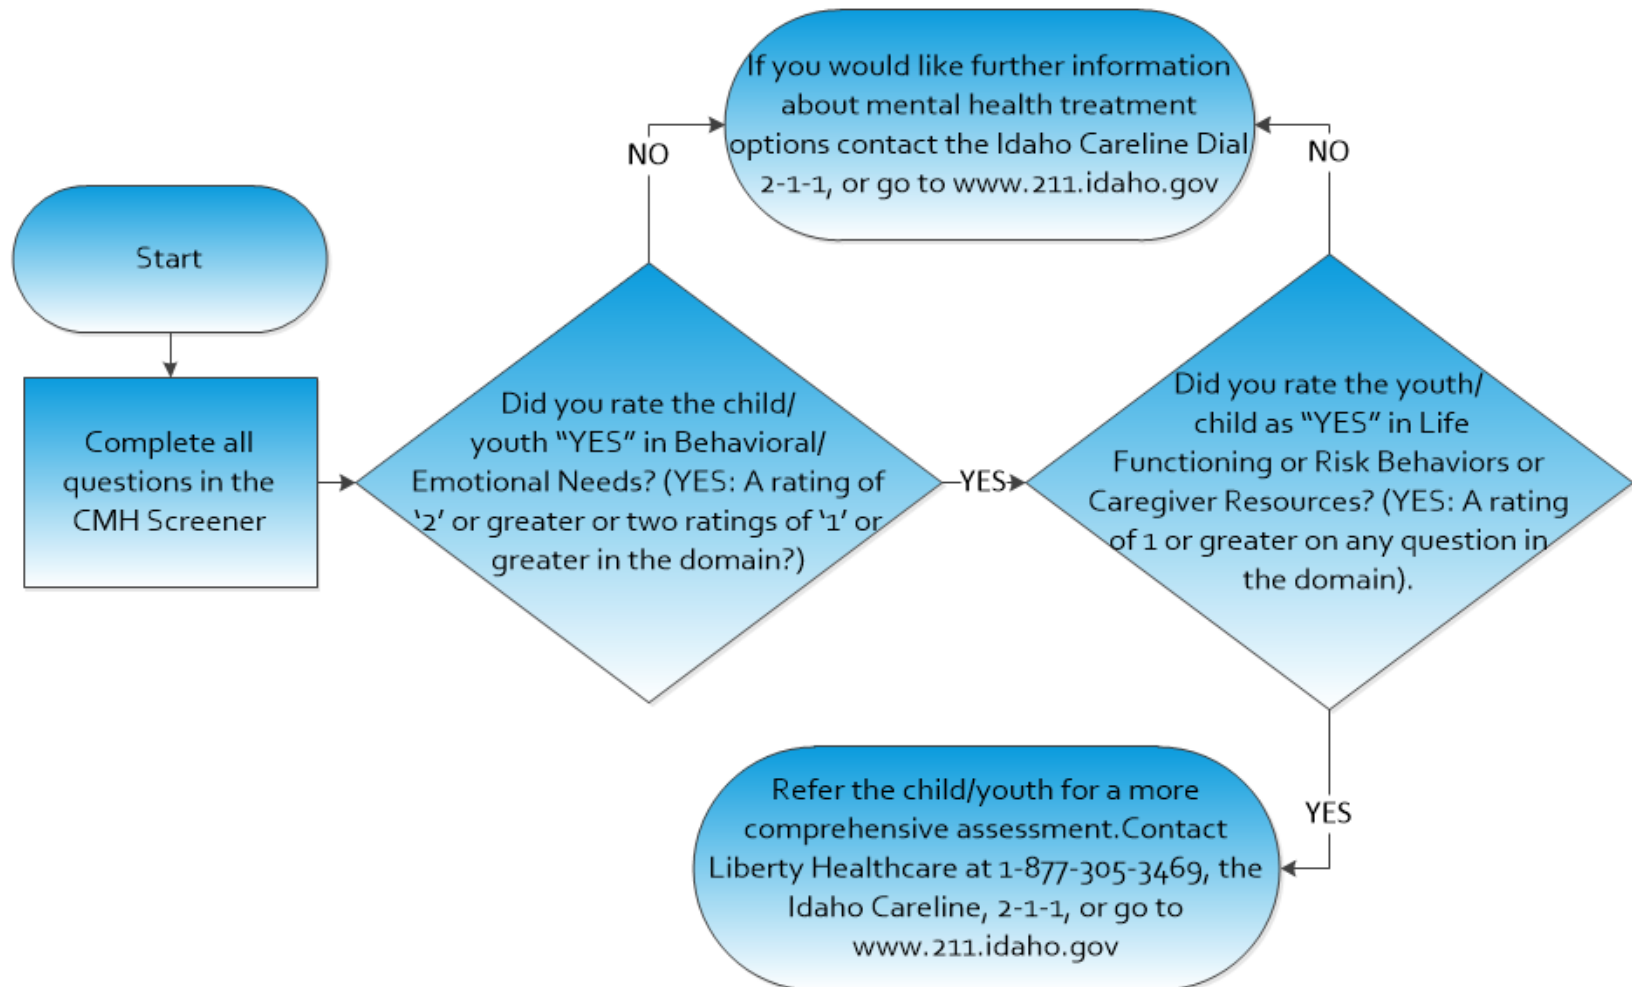 Start
Complete all
questions in the
CMH Screener
Did you rate the child/
youth “YES” in Behavioral/
Emotional Needs? (YES: A rating of
‘2’ or greater or two ratings of ‘1’ or
greater in the domain?)
NO
If you would like further information
about mental health treatment
options contact the Idaho Careline Dial
2-1-1, or go to www.211.idaho.gov
YES
Did you rate the youth/
child as “YES” in Life
Functioning or Risk Behaviors or
Caregiver Resources? (YES: A rating
of 1 or greater on any question in
the domain).
NO
YES
Refer the child/youth for a more
comprehensive assessment.Contact
Liberty Healthcare at 1-877-305-3469, the
Idaho Careline, 2-1-1, or go to
www.211.idaho.gov